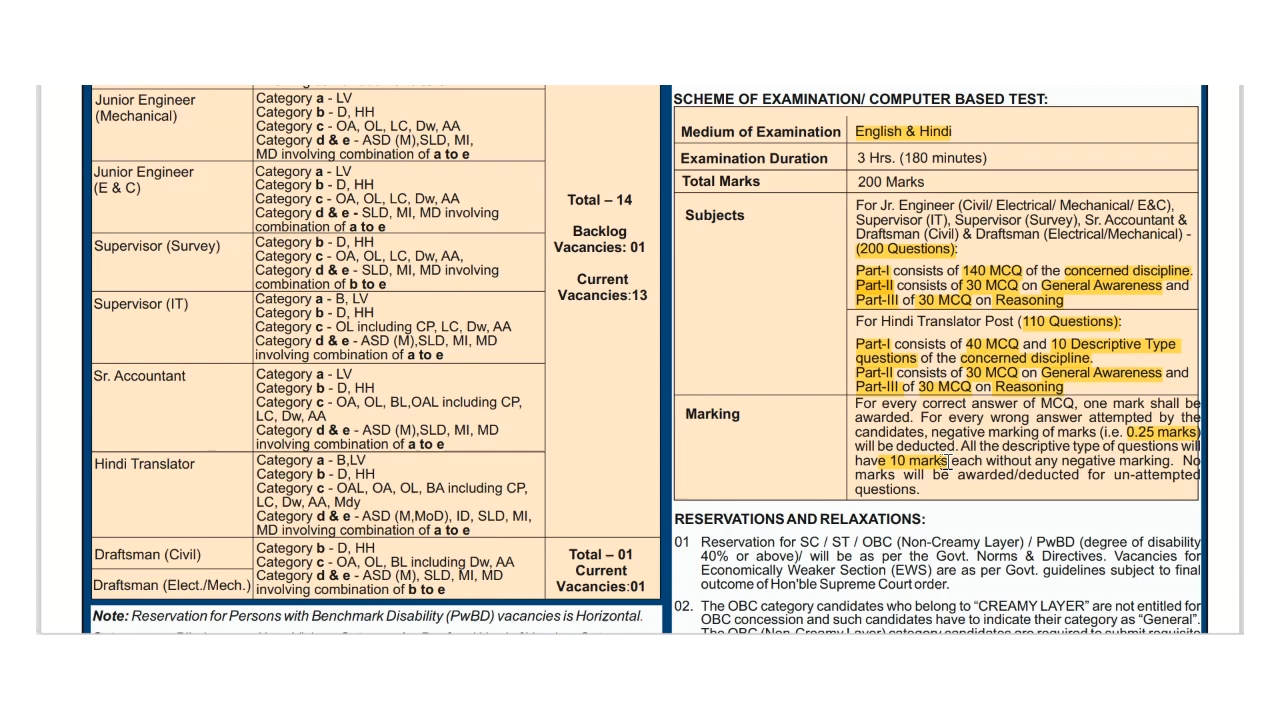 Junior Engineer
(Mechanical)
Category a - LV
Category b - D, HH
Category c - OA, OL, LC, Dw, AA
Category d & e - ASD (M),SLD, MI,
MD involving combination of a to e
Junior Engineer
(E & C)
Category a - LV
Category b - D, HH
Category c - OA, OL, LC, Dw, AA
Category d & e - SLD, MI, MD involving
combination of a to e
Supervisor (Survey)
Category b - D, HH
Category c - OA, OL, LC, Dw, AA,
Category d & e - SLD, MI, MD involving
combination of b to e
Supervisor (IT)
Category a - B, LV
Category b - D, HH
Category c - OL including CP, LC, Dw, AA
Category d & e - ASD (M),SLD, MI, MD
involving combination of a to e
Sr. Accountant
Category a - LV
Category b - D, HH
Category c - OA, OL, BL,OAL including CP,
LC, Dw, AA
Category d & e - ASD (M),SLD, MI, MD
involving combination of a to e
Hindi Translator
Category a - B,LV
Category b - D, HH
Category c - OAL, OA, OL, BA including CP,
LC, Dw, AA, Mdy
Category d & e - ASD (M,MoD), ID, SLD, MI,
MD involving combination of a to e
Total – 14
Backlog
Vacancies: 01
Current
Vacancies:13
Draftsman (Civil)
Draftsman (Elect./Mech.)
Category b - D, HH
Category c - OA, OL, BL including Dw, AA
Category d & e - ASD (M), SLD, MI, MD
involving combination of b to e
Total – 01
Current
Vacancies:01
Note: Reservation for Persons with Benchmark Disability (PwBD) vacancies is Horizontal.
SCHEME OF EXAMINATION/ COMPUTER BASED TEST:
Medium of Examination
English & Hindi
Examination Duration
3 Hrs. (180 minutes)
Total Marks
200 Marks
Subjects
For Jr. Engineer (Civil/ Electrical/ Mechanical/ E&C),
Supervisor (IT), Supervisor (Survey), Sr. Accountant &
Draftsman (Civil) & Draftsman (Electrical/Mechanical) -
(200 Questions):
Part-I consists of 140 MCQ of the concerned discipline.
Part-II consists of 30 MCQ on General Awareness and
Part-III of 30 MCQ on Reasoning
For Hindi Translator Post (110 Questions):
Part-I consists of 40 MCQ and 10 Descriptive Type
questions of the concerned discipline.
Part-II consists of 30 MCQ on General Awareness and
Part-III of 30 MCQ on Reasoning
Marking
For every correct answer of MCQ, one mark shall be
awarded. For every wrong answer attempted by the
candidates, negative marking of marks (i.e. 0.25 marks)
will be deducted. All the descriptive type of questions will
have 10 marks each without any negative marking. No
marks will be awarded/deducted for un-attempted
questions.
RESERVATIONS AND RELAXATIONS:
01 Reservation for SC / ST / OBC (Non-Creamy Layer) / PwBD (degree of disability
40% or above)/ will be as per the Govt. Norms & Directives. Vacancies for
Economically Weaker Section (EWS) are as per Govt. guidelines subject to final
outcome of Hon'ble Supreme Court order.
02. The OBC category candidates who belong to “CREAMY LAYER” are not entitled for
OBC concession and such candidates have to indicate their category as “General”.
The OBC (Non-Creamy Layer) category candidates are required to submit requisite